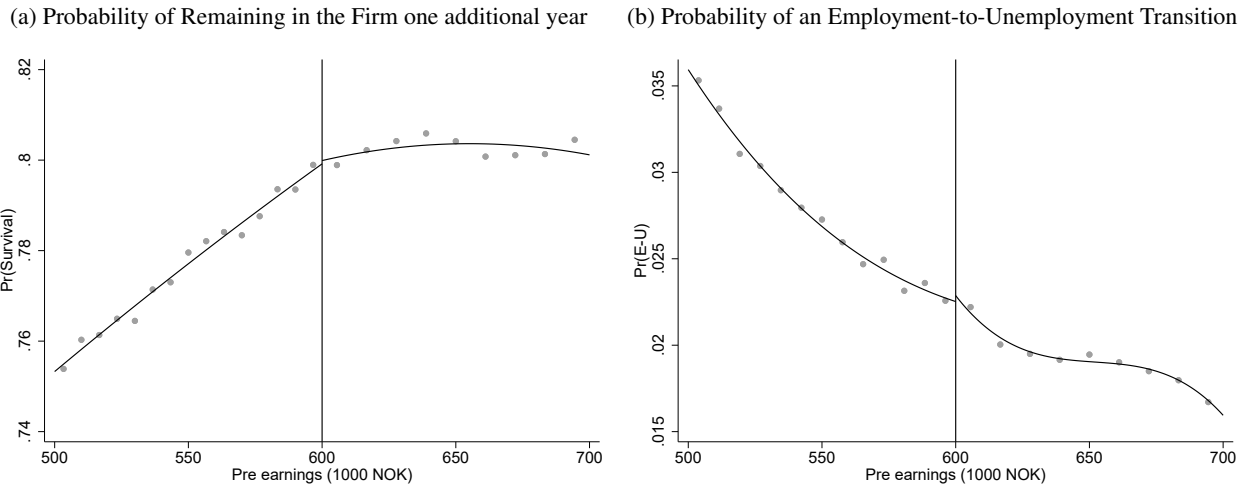 (a) Probability of Remaining in the Firm one additional year
Pr(Survival)
.82
.8
.78
.76
.74
500 550 600 650 700
Pre earnings (1000 NOK)
(b) Probability of an Employment-to-Unemployment Transition
Pr(E-U)
.035
.03
.025
.02
.015
500 550 600 650 700
Pre earnings (1000 NOK)